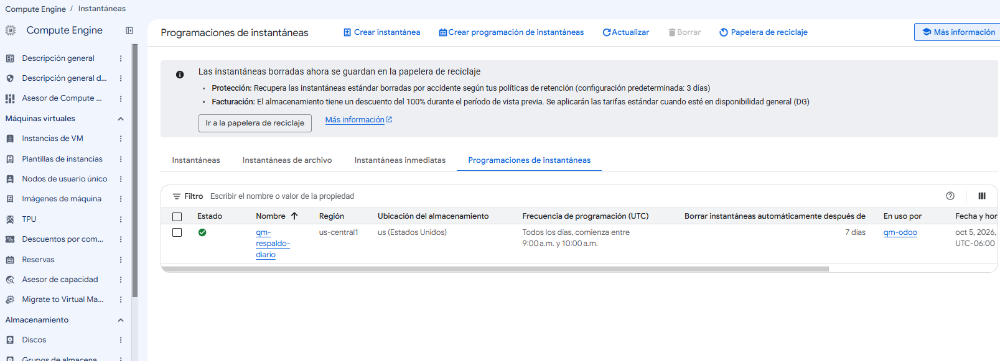 Compute Engine / Instantáneas
Compute Engine
Programaciones de instantáneas
Crear instantánea
Crear programación de instantáneas
Actualizar
Borrar
Papelera de reciclaje
Más información
Descripción general
Descripción general d...
Asesor de Compute ...
Máquinas virtuales
Instancias de VM
Plantillas de instancias
Nodos de usuario único
Imágenes de máquina
TPU
Descuentos por com...
Reservas
Asesor de capacidad
Migrate to Virtual Ma...
Almacenamiento
Discos
Grupos de almacena
Las instantáneas borradas ahora se guardan en la papelera de reciclaje
• Protección: Recupera las instantáneas estándar borradas por accidente según tus políticas de retención (configuración predeterminada: 3 días)
• Facturación: El almacenamiento tiene un descuento del 100% durante el período de vista previa. Se aplicarán las tarifas estándar cuando esté en disponibilidad general (DG)
Ir a la papelera de reciclaje
Más información
Instantáneas
Instantáneas de archivo
Instantáneas inmediatas
Programaciones de instantáneas
Filtro Escribir el nombre o valor de la propiedad
Estado
Nombre
Región
Ubicación del almacenamiento
Frecuencia de programación (UTC)
Borrar instantáneas automáticamente después de
En uso por
Fecha y hor
qm-
respaldo-
diario
us-central1
us (Estados Unidos)
Todos los días, comienza entre
9:00 a.m. y 10:00 a.m.
7 días
qm-odoo
oct 5, 2026,
UTC-06:00